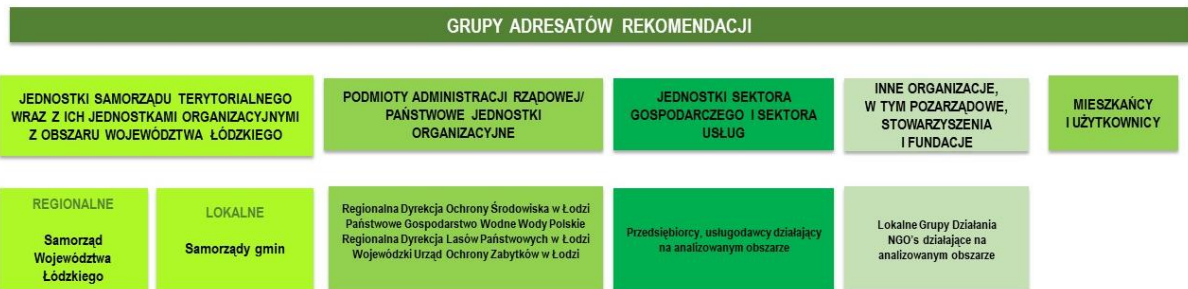 GRUPY ADRESATÓW REKOMENDACJI
JEDNOSTKI SAMORZĄDU TERYTORIALNEGO
WRAZ Z ICH JEDNOSTKAMI ORGANIZACYJNYMI
Z OBSZARU WOJEWÓDZTWA ŁÓDZKIEGO
PODMIOTY ADMINISTRACJI RZĄDOWEJ/
PAŃSTWOWE JEDNOSTKI
ORGANIZACYJNE
JEDNOSTKI SEKTORA
GOSPODARCZEGO I SEKTORA
USŁUG
INNE ORGANIZACJE,
W TYM POZARZĄDOWE,
STOWARZYSZENIA
I FUNDACJE
MIESZKAŃCY
I UŻYTKOWNICY
REGIONALNE
Samorząd
Województwa
Łódzkiego
LOKALNE
Samorządy gmin
Regionalna Dyrekcja Ochrony Środowiska w Łodzi
Państwowe Gospodarstwo Wodne Wody Polskie
Regionalna Dyrekcja Lasów Państwowych w Łodzi
Wojewódzki Urząd Ochrony Zabytków w Łodzi
Przedsiębiorcy, usługodawcy działający
na analizowanym obszarze
Lokalne Grupy Działania
NGO's działające na
analizowanym obszarze